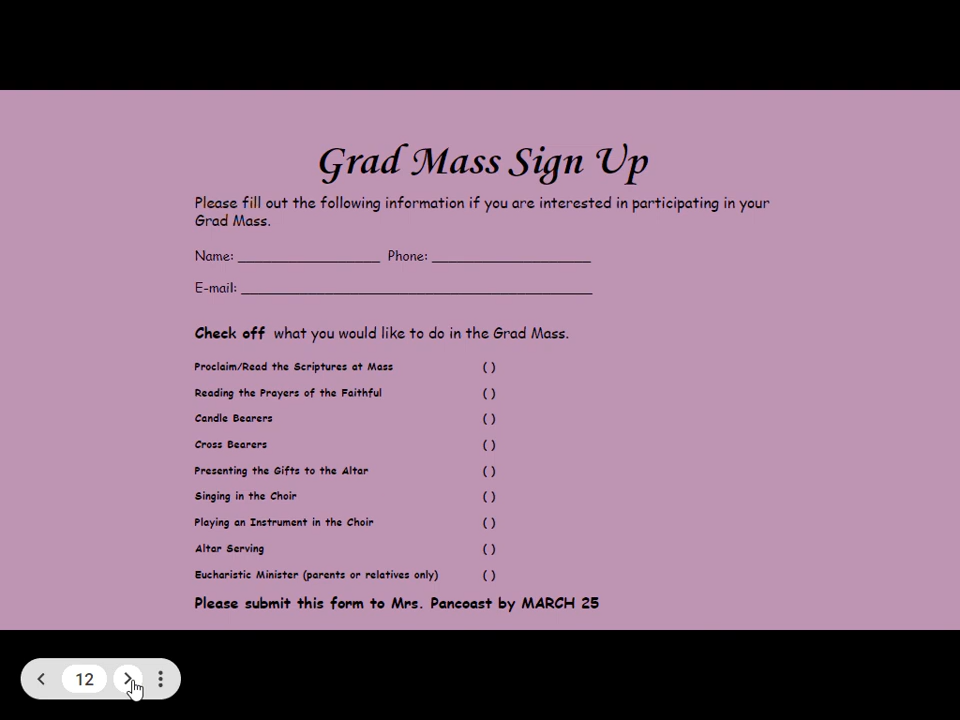 Grad Mass Sign Up
Please fill out the following information if you are interested in participating in your
Grad Mass.
Name: ___________________ Phone: _____________________
E-mail: ______________________________________________
Check off what you would like to do in the Grad Mass.
Proclaim/Read the Scriptures at Mass ( )
Reading the Prayers of the Faithful ( )
Candle Bearers ( )
Cross Bearers ( )
Presenting the Gifts to the Altar ( )
Singing in the Choir ( )
Playing an Instrument in the Choir ( )
Altar Serving ( )
Eucharistic Minister (parents or relatives only) ( )
Please submit this form to Mrs. Pancoast by MARCH 25
12